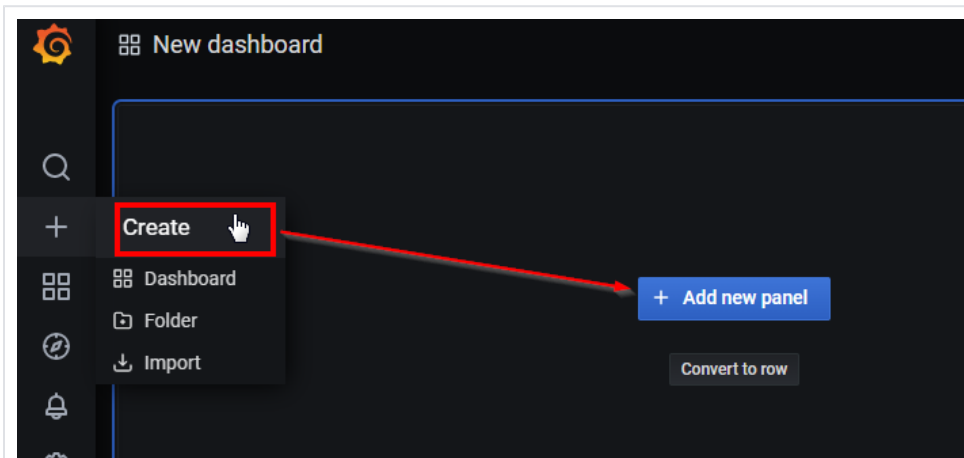 New dashboard
Create
Dashboard
Folder
Import
+ Add new panel
Convert to row